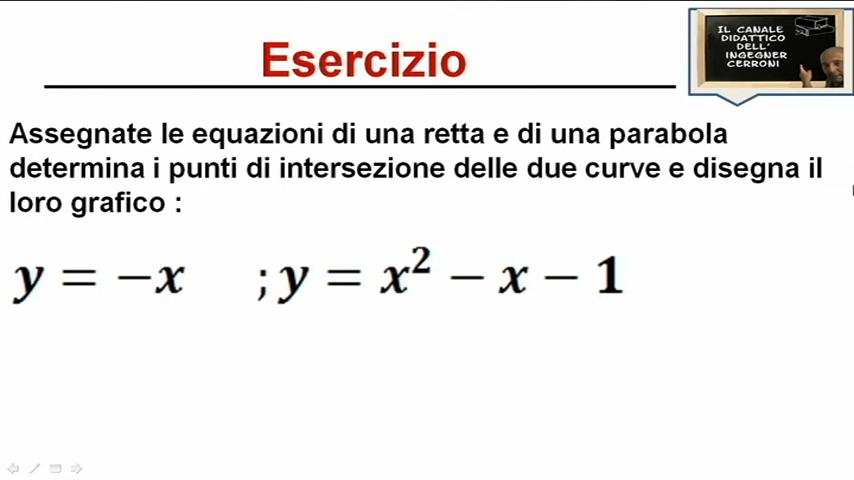 Esercizio
IL CANALE
DIDATTICO
DELL'
INGEGNER
CERRONI
Assegnate le equazioni di una retta e di una parabola
determina i punti di intersezione delle due curve e disegna il
loro grafico :
y = −x ; y = x² − x − 1